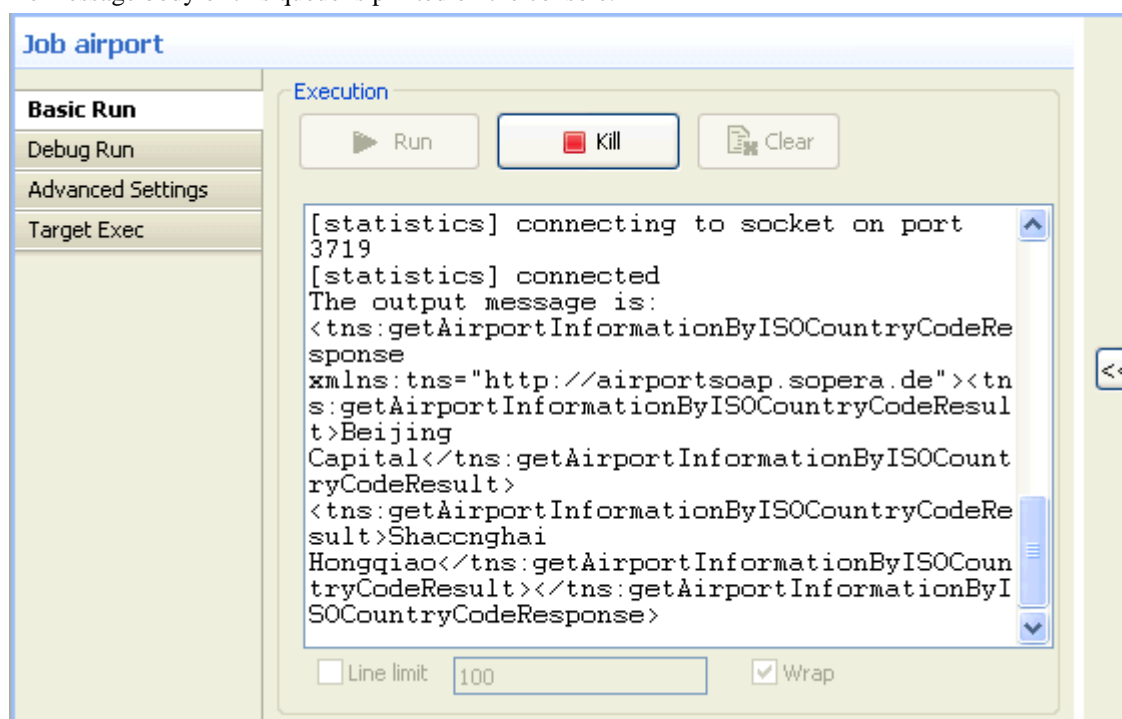 Job airport
Basic Run
Debug Run
Advanced Settings
Target Exec
Execution
Run
Kill
Clear
[statistics] connecting to socket on port
3719
[statistics] connected
The output message is:
<tns:getAirportInformationByISOCountryCodeRe
sponse
xmlns:tns="http://airportsoap.sopera.de"><tn
s:getAirportInformationByISOCountryCodeResul
t>Beijing
Capital</tns:getAirportInformationByISOCount
ryCodeResult>
<tns:getAirportInformationByISOCountryCodeRe
sult>Shaccnghai
Hongqiao</tns:getAirportInformationByISOCoun
tryCodeResult></tns:getAirportInformationByI
SOCountryCodeResponse>
Line limit
100
Wrap